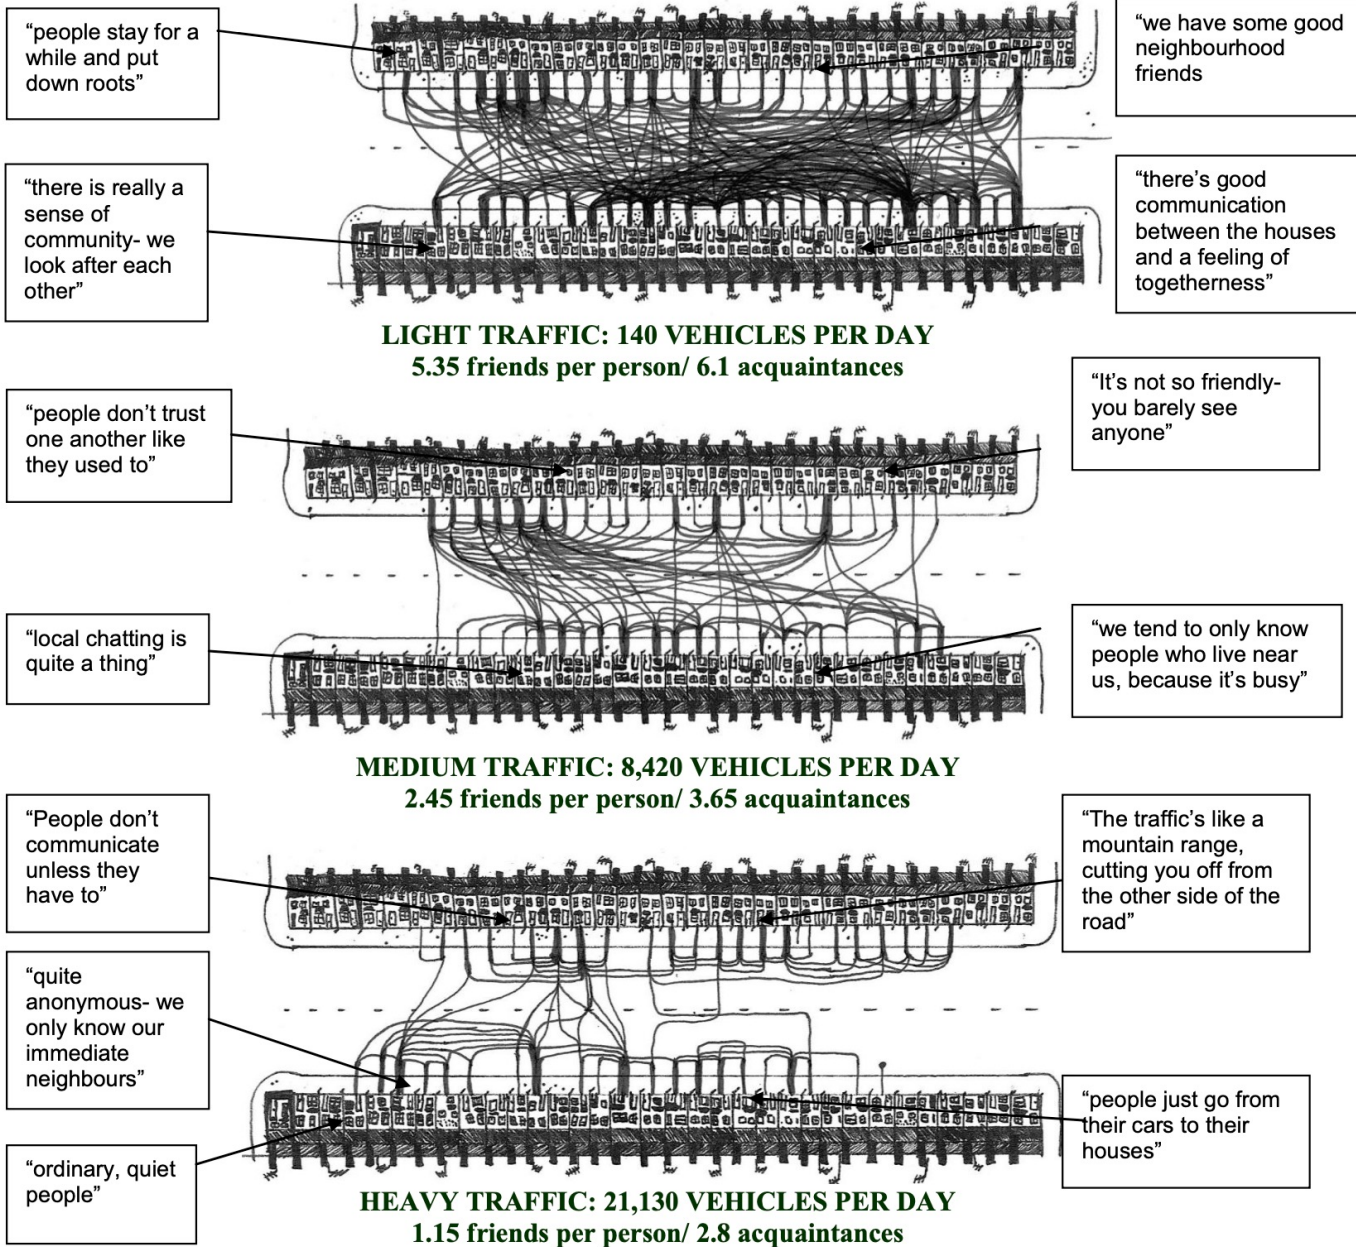 “people stay for a
while and put
down roots”
“we have some good
neighbourhood
friends
“there is really a
sense of
community- we
look after each
other”
“there’s good
communication
between the houses
and a feeling of
togetherness”
LIGHT TRAFFIC: 140 VEHICLES PER DAY
5.35 friends per person/ 6.1 acquaintances
“people don’t trust
one another like
they used to”
“It’s not so friendly-
you barely see
anyone”
“local chatting is
quite a thing”
“we tend to only know
people who live near
us, because it’s busy”
MEDIUM TRAFFIC: 8,420 VEHICLES PER DAY
2.45 friends per person/ 3.65 acquaintances
“People don’t
communicate
unless they
have to”
“The traffic’s like a
mountain range,
cutting you off from
the other side of the
road”
“quite
anonymous- we
only know our
immediate
neighbours”
“people just go from
their cars to their
houses”
“ordinary, quiet
people”
HEAVY TRAFFIC: 21,130 VEHICLES PER DAY
1.15 friends per person/ 2.8 acquaintances